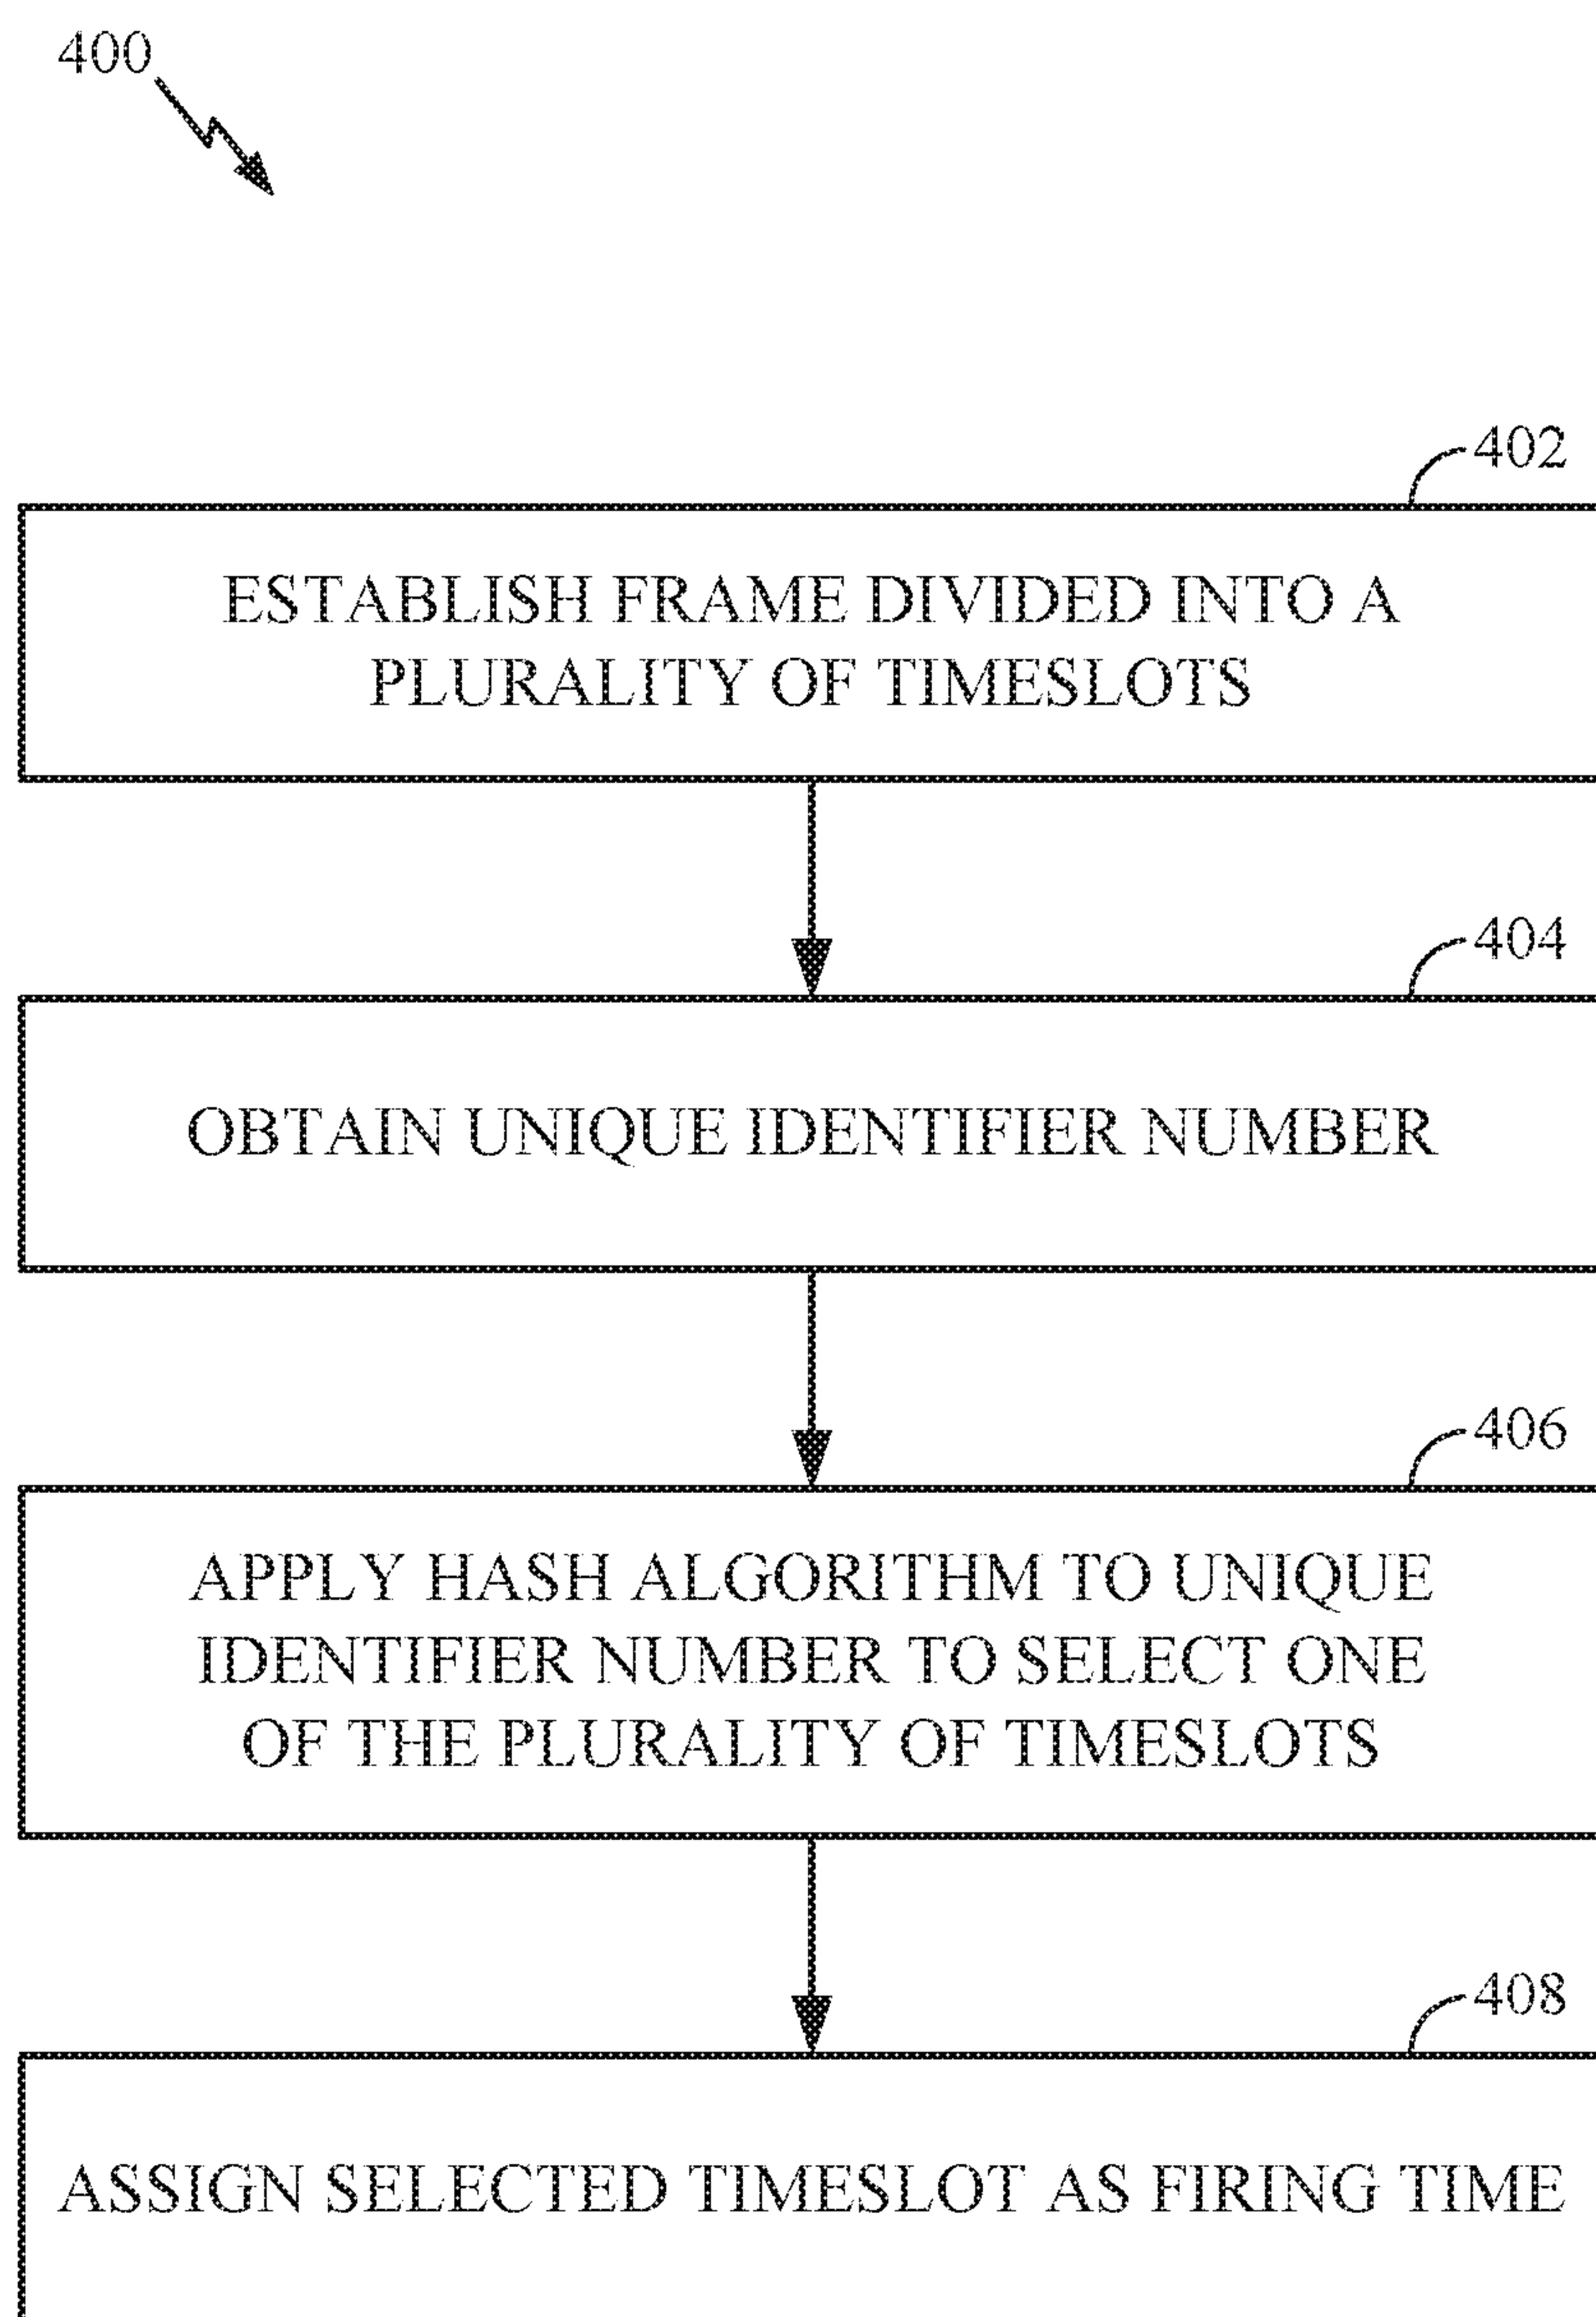 400
402
ESTABLISH FRAME DIVIDED INTO A
PLURALITY OF TIMESLOTS
404
OBTAIN UNIQUE IDENTIFIER NUMBER
406
APPLY HASH ALGORITHM TO UNIQUE
IDENTIFIER NUMBER TO SELECT ONE
OF THE PLURALITY OF TIMESLOTS
408
ASSIGN SELECTED TIMESLOT AS FIRING TIME